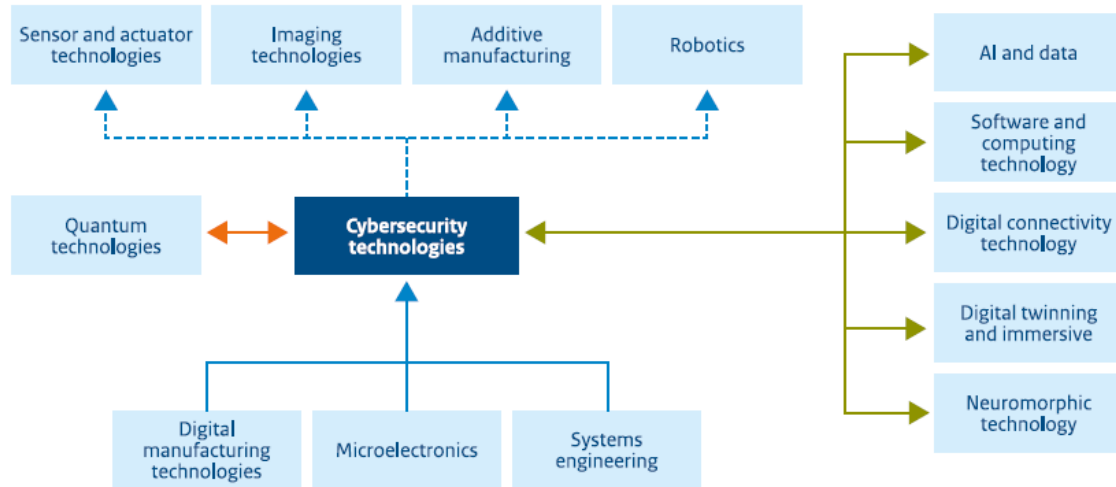 Sensor and actuator
technologies
Imaging
technologies
Additive
manufacturing
Robotics
AI and data
Software and
computing
technology
Quantum
technologies
Cybersecurity
technologies
Digital connectivity
technology
Digital twinning
and immersive
Neuromorphic
technology
Digital
manufacturing
technologies
Microelectronics
Systems
engineering